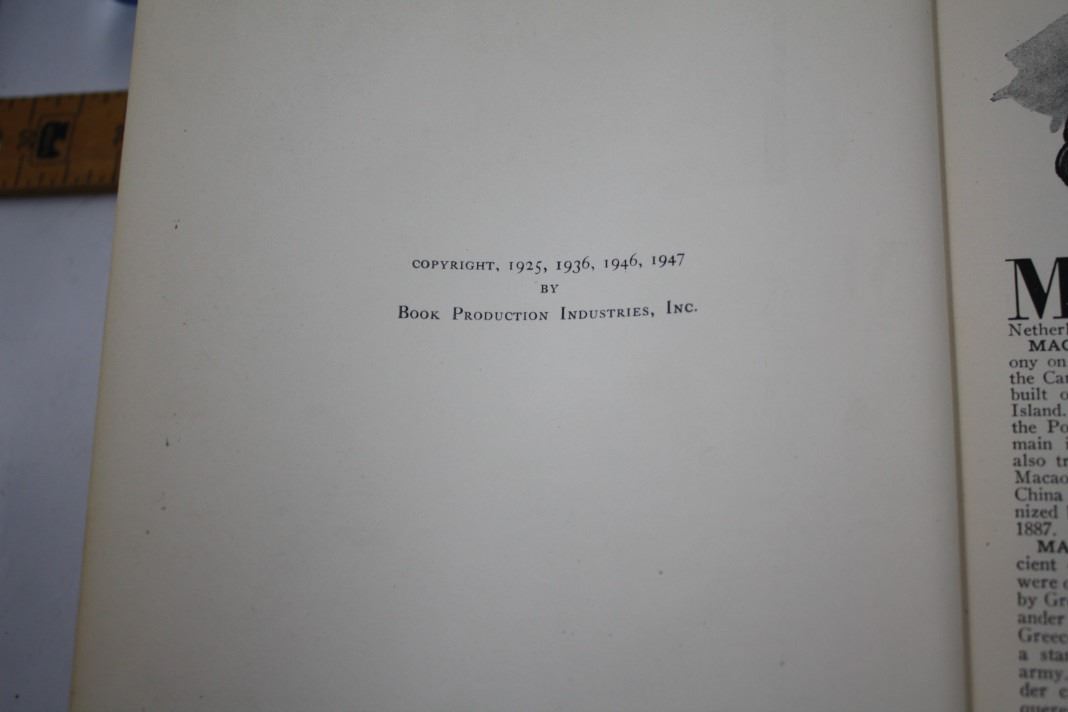 COPYRIGHT, 1925, 1936, 1946, 1947
BY
BOOK PRODUCTION INDUSTRIES, INC.
M
Netherl
MAC
ony on
the Ca
built o
Island.
the Po
main i
also tr
Macao
China
nized
1887.
MA
cient
were
by Gr
ander
Greec
a sta
army.
der c
quere